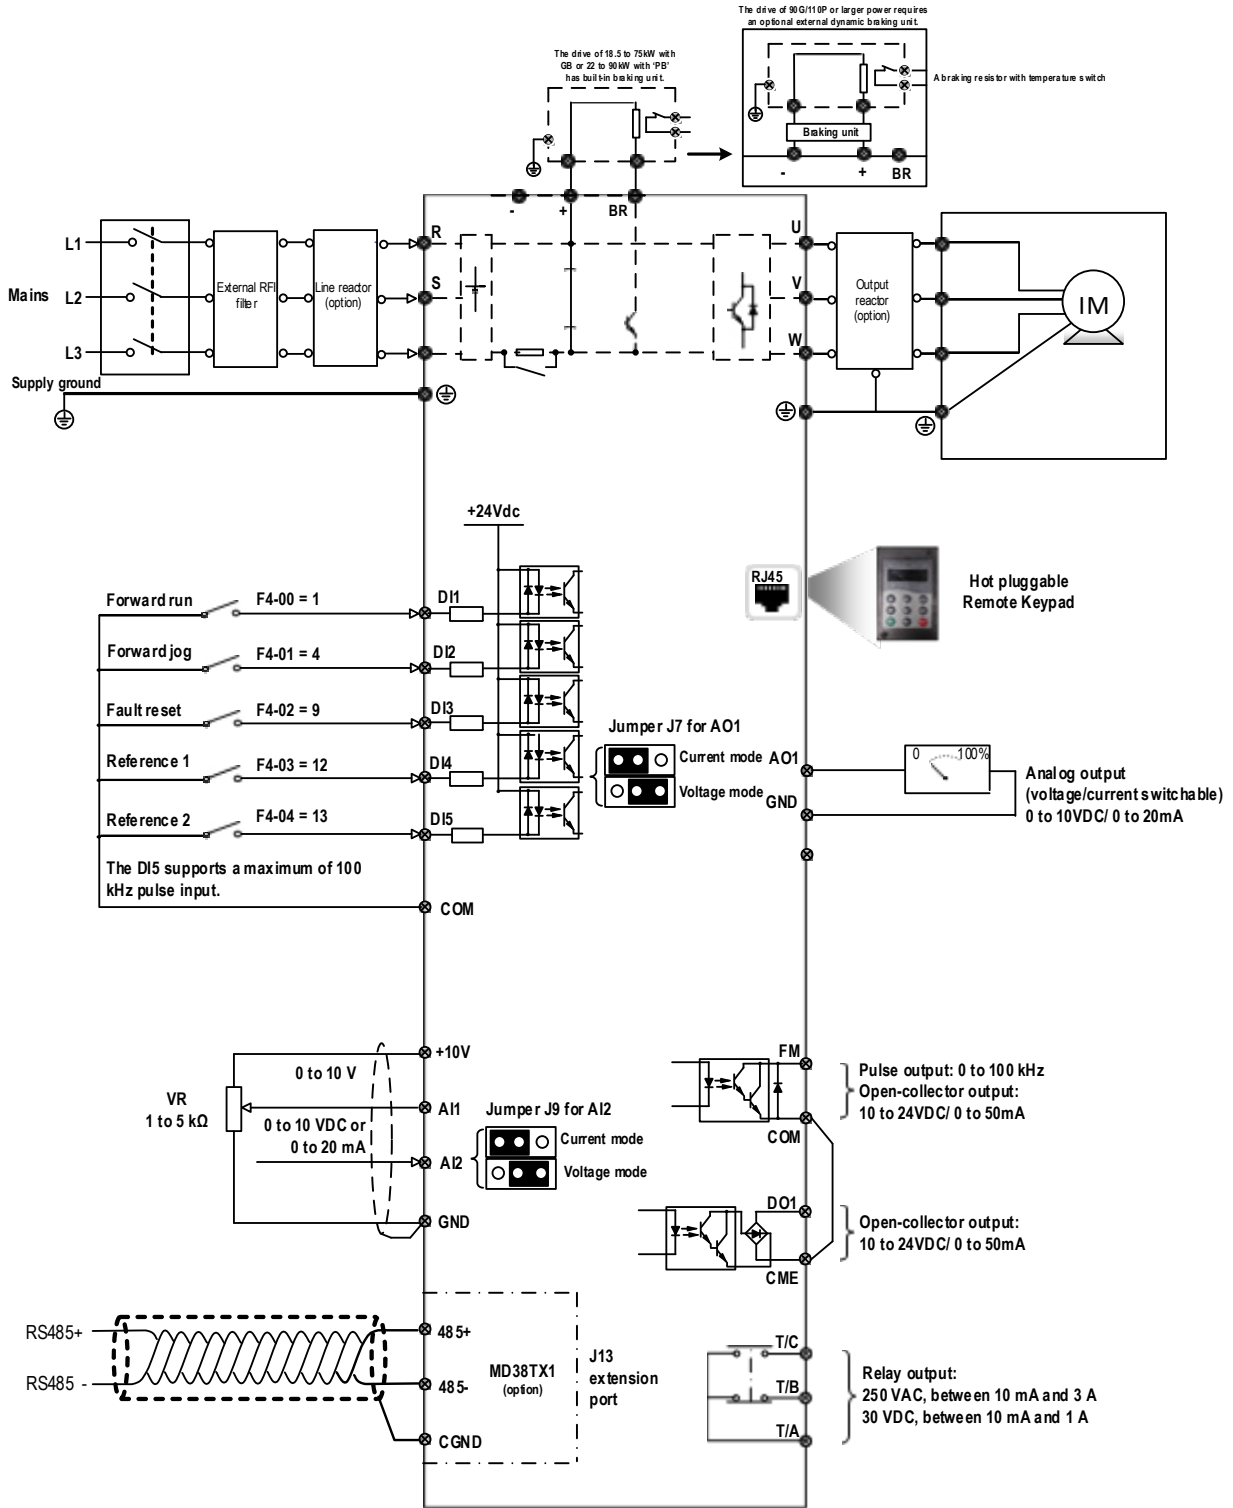 The drive of 90G/110P or larger power requires
an optional external dynamic braking unit.
The drive of 18.5 to 75kW with
GB or 22 to 90kW with 'PB'
has built-in braking unit.
A braking resistor with temperature switch
Braking unit
- + BR
- + BR
Mains
L1
L2
L3
External RFI
filter
Line reactor
(option)
R
S
U
V
W
Output
reactor
(option)
IM
Supply ground
+24Vdc
RJ45
Hot pluggable
Remote Keypad
Forward run F4-00 = 1 DI1
Forward jog F4-01 = 4 DI2
Fault reset F4-02 = 9 DI3
Reference 1 F4-03 = 12 DI4
Reference 2 F4-04 = 13 DI5
The DI5 supports a maximum of 100
kHz pulse input.
COM
Jumper J7 for AO1
Current mode
Voltage mode
AO1
GND
0 100%
Analog output
(voltage/current switchable)
0 to 10VDC/ 0 to 20mA
+10V
0 to 10 V
VR
1 to 5 kΩ
AI1
0 to 10 VDC or
0 to 20 mA
AI2
GND
Jumper J9 for AI2
Current mode
Voltage mode
FM
COM
Pulse output: 0 to 100 kHz
Open-collector output:
10 to 24VDC/ 0 to 50mA
DO1
CME
Open-collector output:
10 to 24VDC/ 0 to 50mA
RS485+
RS485 -
485+
485-
CGND
MD38TX1
(option)
J13
extension
port
T/C
T/B
T/A
Relay output:
250 VAC, between 10 mA and 3 A
30 VDC, between 10 mA and 1 A